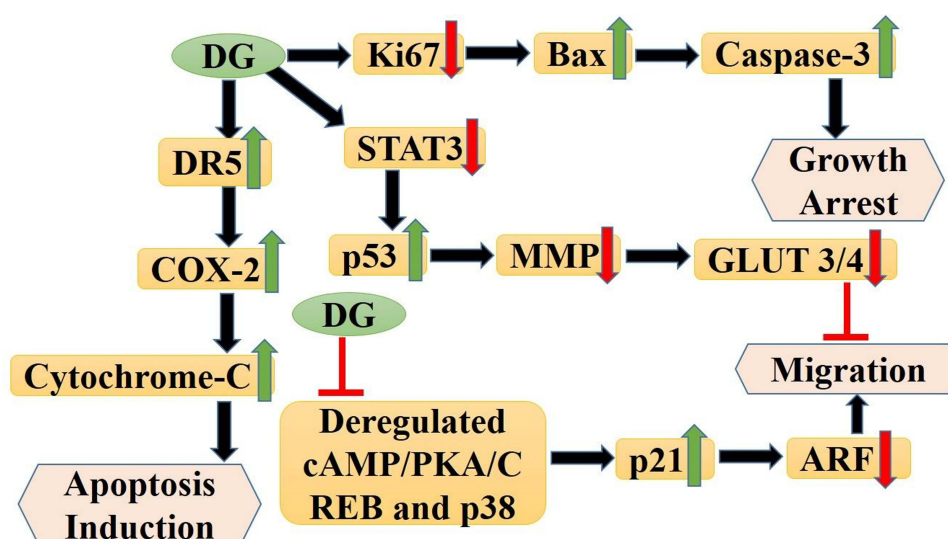 DG
Ki67
Bax
Caspase-3
DR5
STAT3
Growth
Arrest
COX-2
p53
MMP
GLUT 3/4
DG
Cytochrome-C
Migration
Deregulated
cAMP/PKA/C
REB and p38
p21
ARF
Apoptosis
Induction